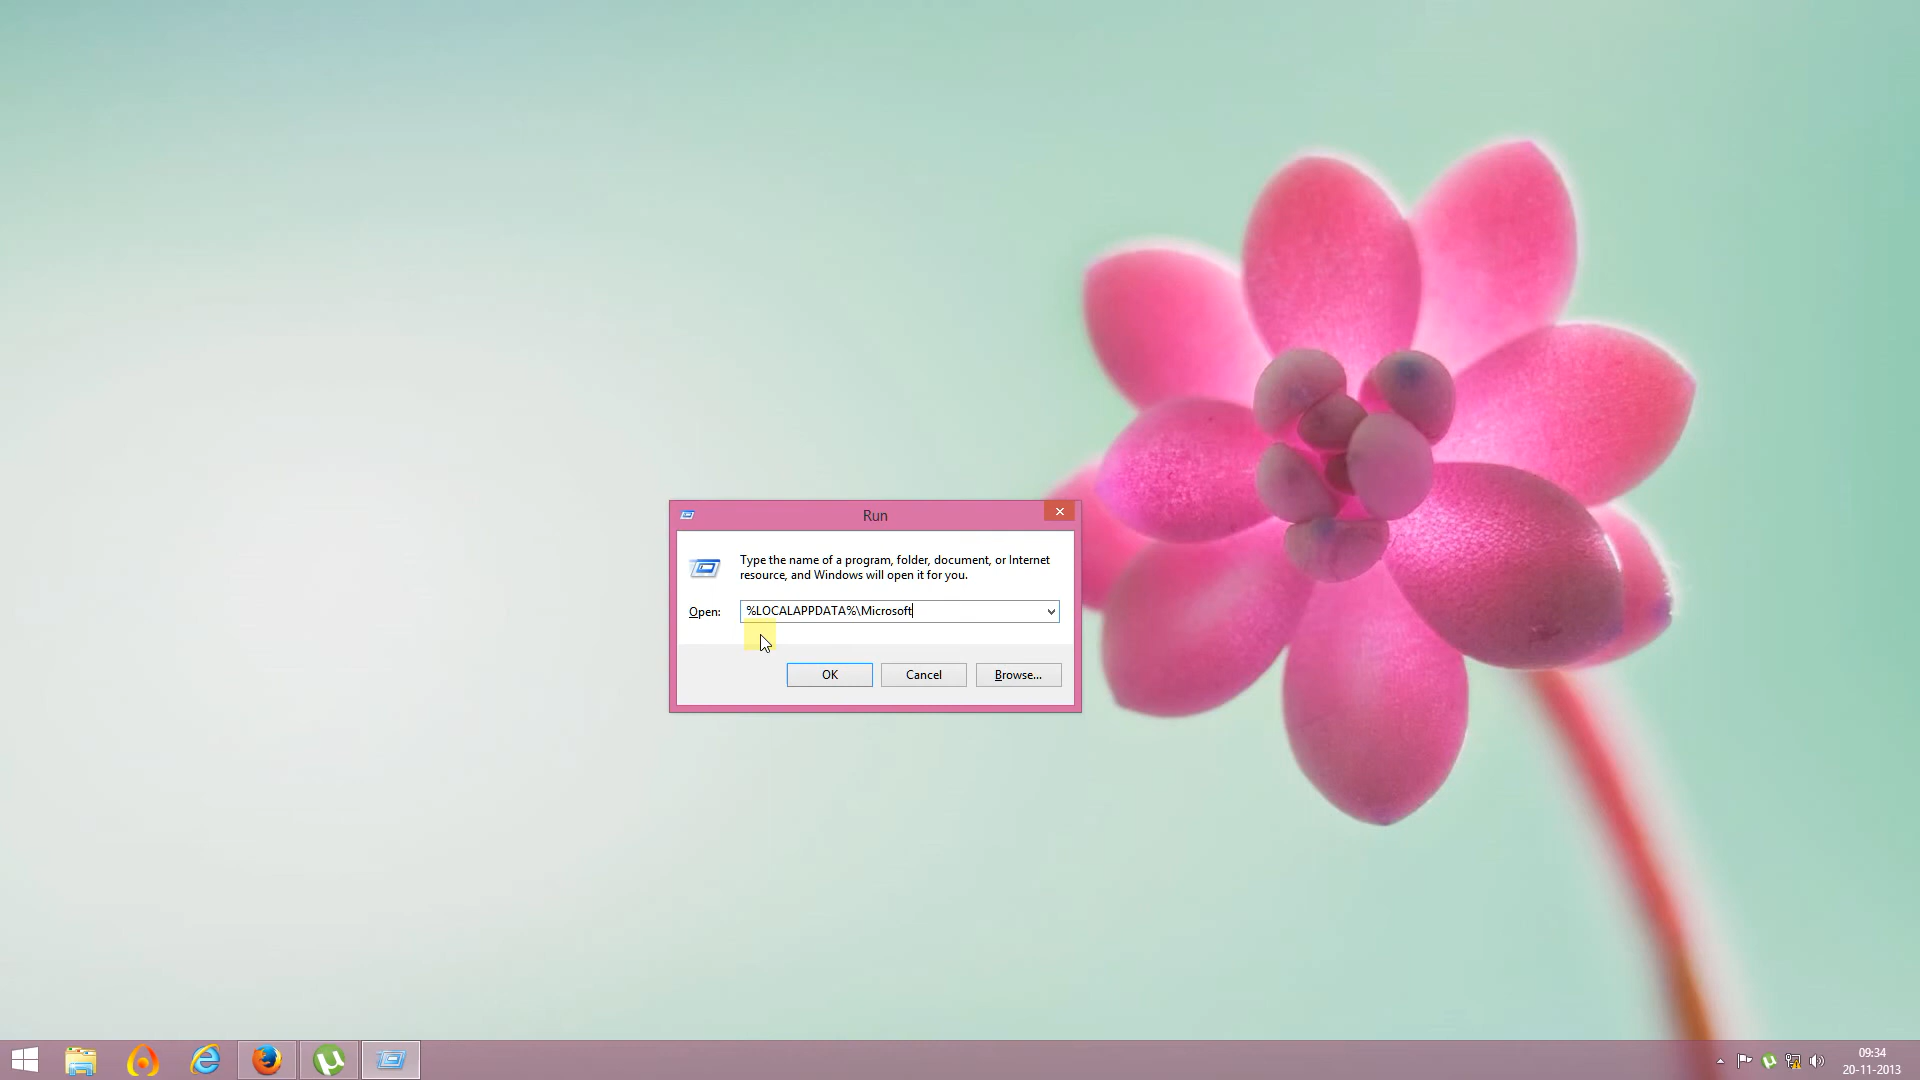 Run
Type the name of a program, folder, document, or Internet
resource, and Windows will open it for you.
Open: %LOCALAPPDATA%\Microsoft
OK Cancel Browse...
09:34
20-11-2013